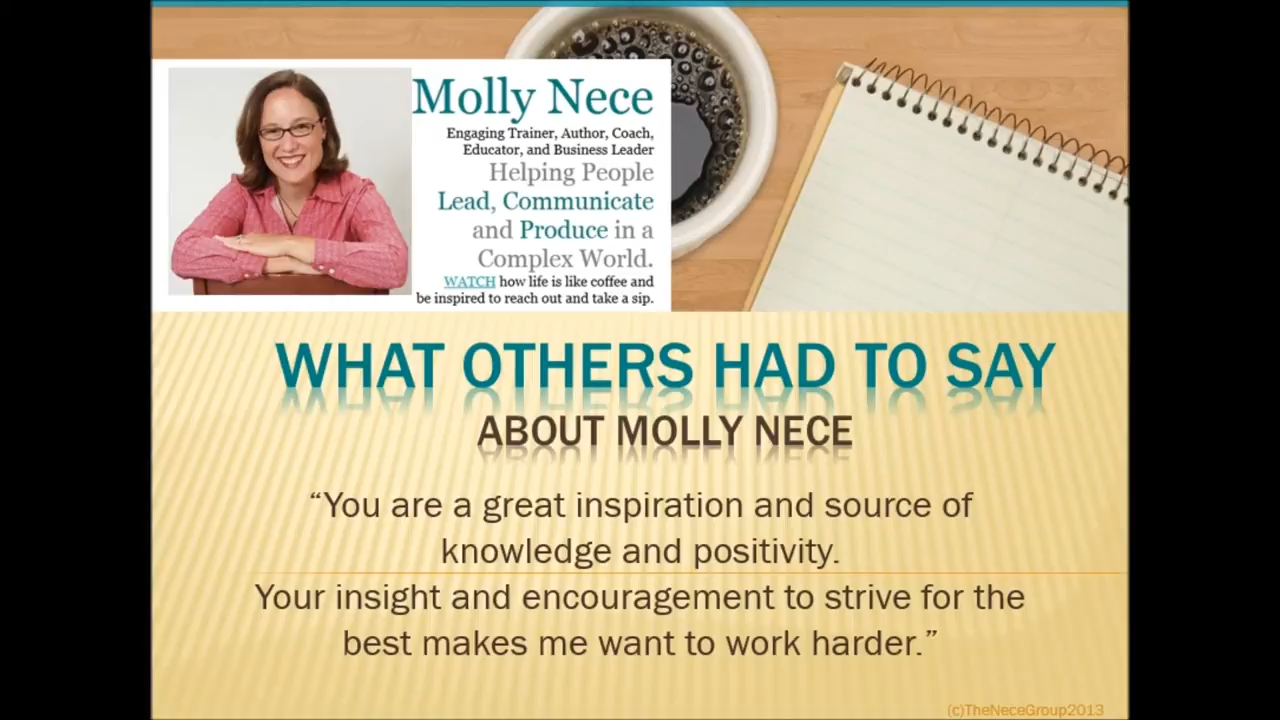 Molly Nece
Engaging Trainer, Author, Coach,
Educator, and Business Leader
Helping People
Lead, Communicate
and Produce in a
Complex World.
WATCH how life is like coffee and
be inspired to reach out and take a sip.
WHAT OTHERS HAD TO SAY
ABOUT MOLLY NECE
“You are a great inspiration and source of
knowledge and positivity.
Your insight and encouragement to strive for the
best makes me want to work harder.”
(c)TheNeceGroup2013